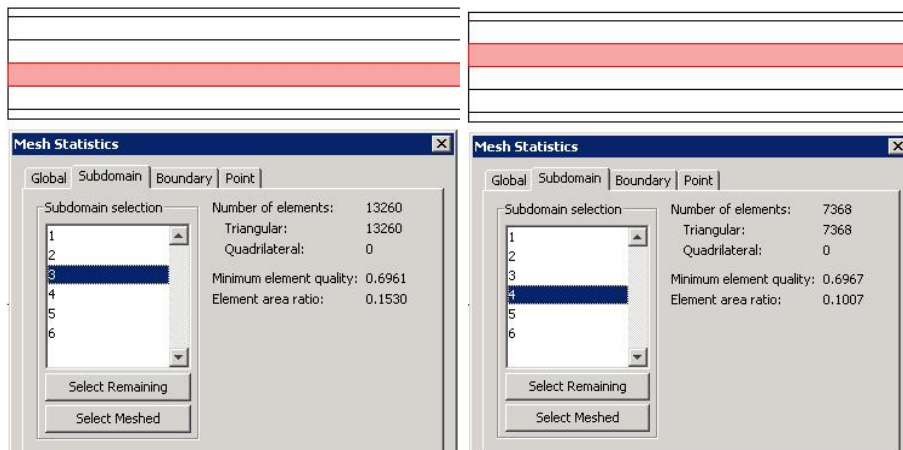 Mesh Statistics
Global Subdomain Boundary Point
Subdomain selection
1
2
3
4
5
6
Select Remaining
Select Meshed
Number of elements: 13260
Triangular: 13260
Quadrilateral: 0
Minimum element quality: 0.6961
Element area ratio: 0.1530
Mesh Statistics
Global Subdomain Boundary Point
Subdomain selection
1
2
3
4
5
6
Select Remaining
Select Meshed
Number of elements: 7368
Triangular: 7368
Quadrilateral: 0
Minimum element quality: 0.6967
Element area ratio: 0.1007